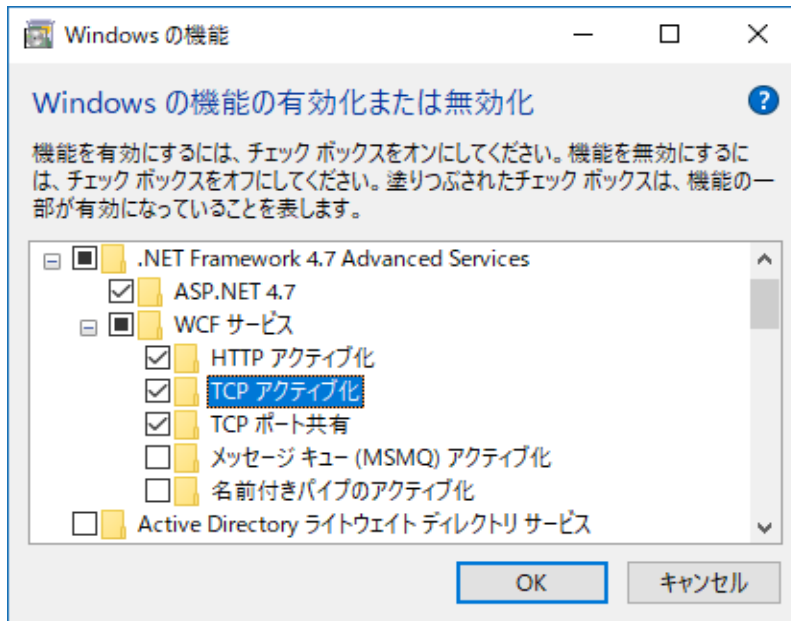 Windows の機能
Windows の機能の有効化または無効化
機能を有効にするには、チェック ボックスをオンにしてください。機能を無効にするに
は、チェック ボックスをオフにしてください。塗りつぶされたチェック ボックスは、機能の一
部が有効になっていることを表します。
.NET Framework 4.7 Advanced Services
ASP.NET 4.7
WCF サービス
HTTP アクティブ化
TCP アクティブ化
TCP ポート共有
メッセージ キュー (MSMQ) アクティブ化
名前付きパイプのアクティブ化
Active Directory ライトウェイト ディレクトリ サービス
OK キャンセル